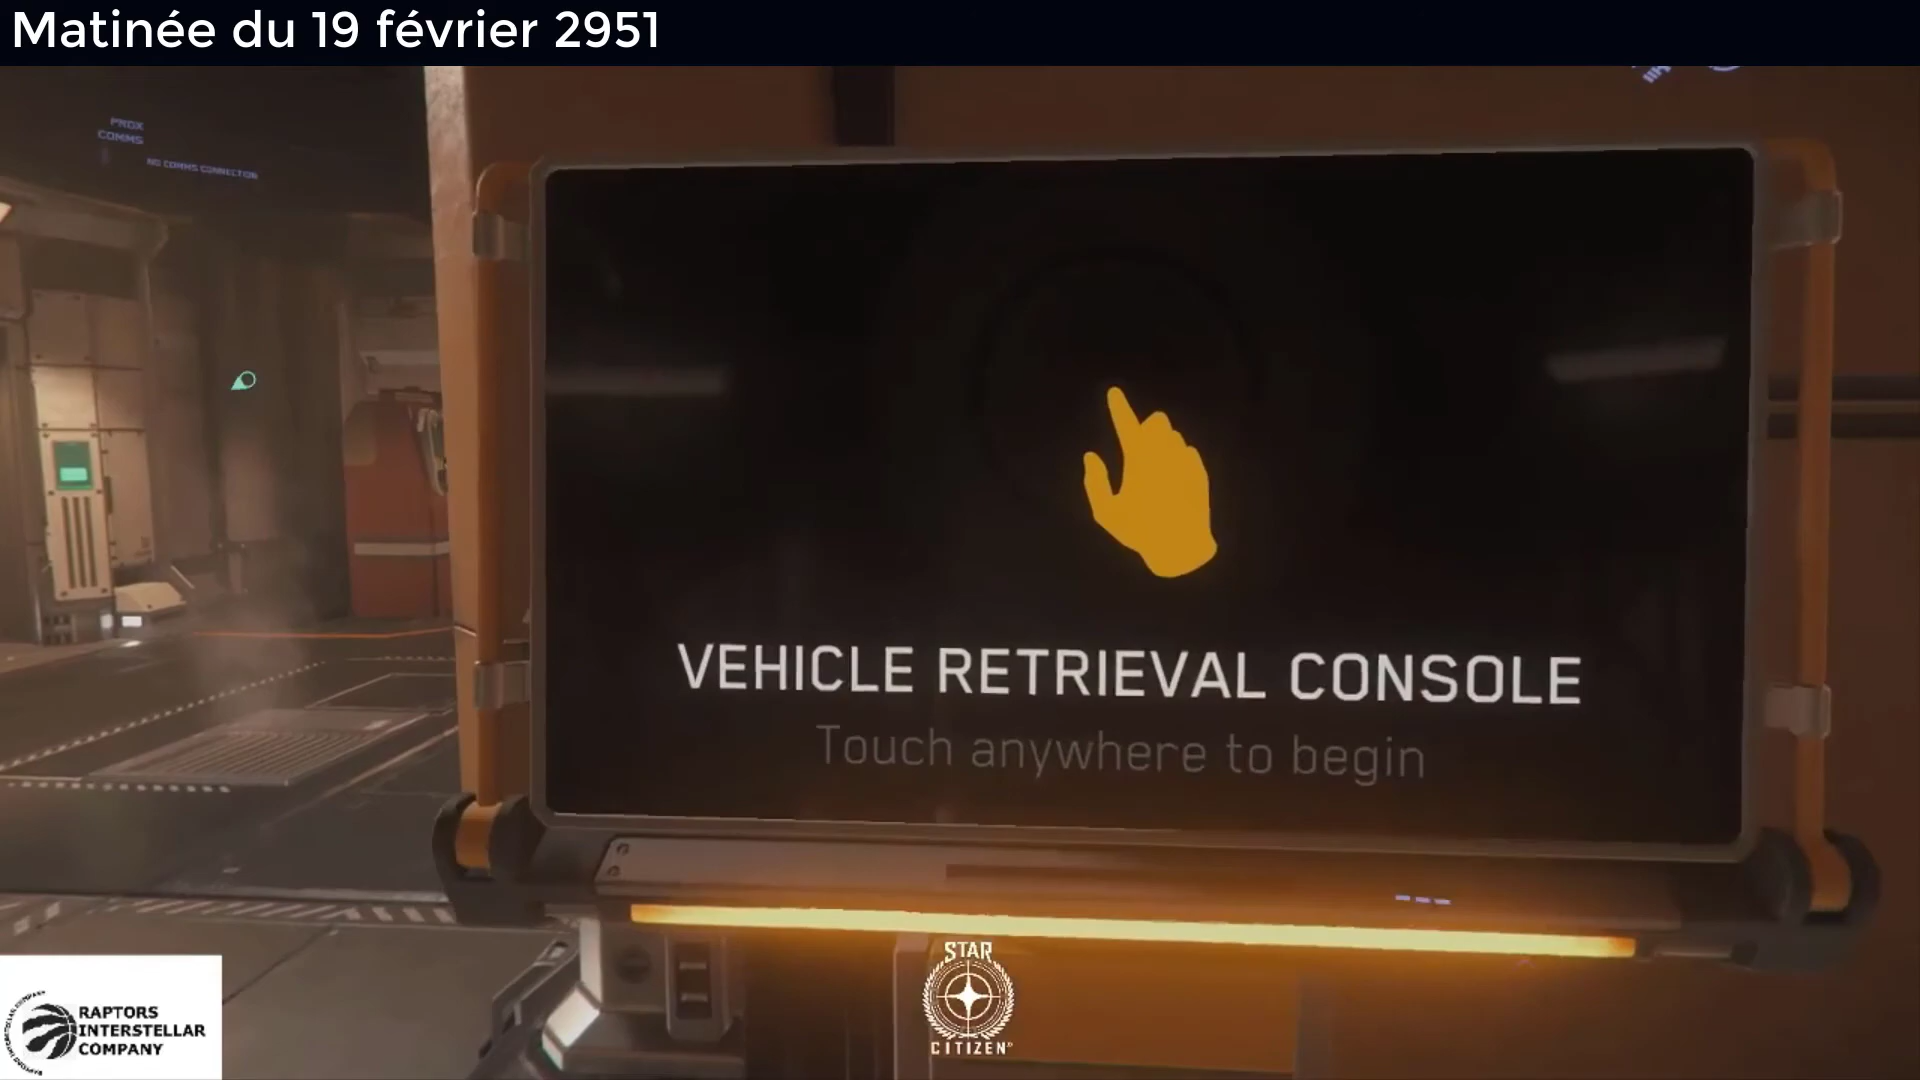 Matinée du 19 février 2951
PROX
COMMS
NO COMMS CONNECTION
VEHICLE RETRIEVAL CONSOLE
Touch anywhere to begin
STAR
CITIZEN
RAPTORS
INTERSTELLAR
COMPANY